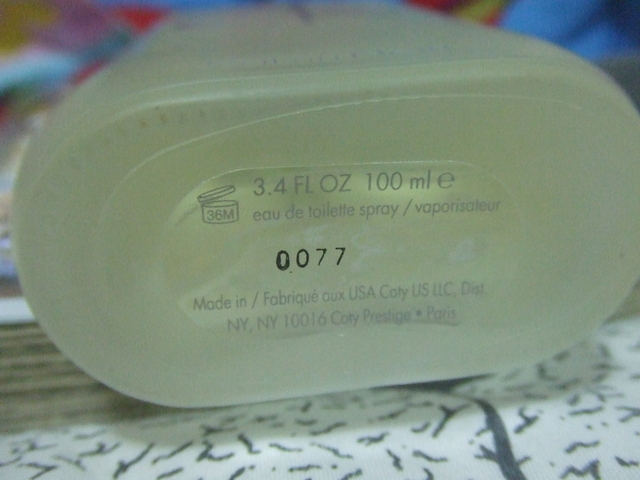 3.4 FL OZ 100 ml ℮
36M
eau de toilette spray / vaporisateur
0077
Made in / Fabriqué aux USA Coty US LLC, Dist.
NY, NY 10016 Coty Prestige • Paris